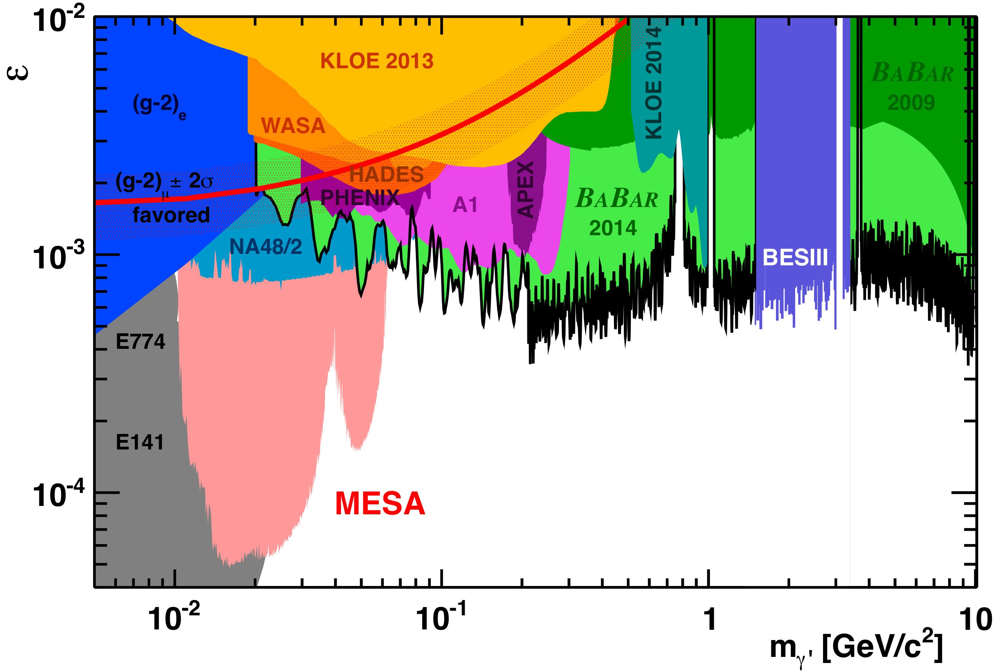 10⁻²
ε
KLOE 2013
KLOE 2014
BABAR
2009
(g-2)e
WASA
(g-2)μ ± 2σ
favored
HADES
PHENIX
A1
APEX
BABAR
2014
10⁻³
NA48/2
BESIII
E774
E141
10⁻⁴
MESA
10⁻²
10⁻¹
1
10
mγ' [GeV/c²]